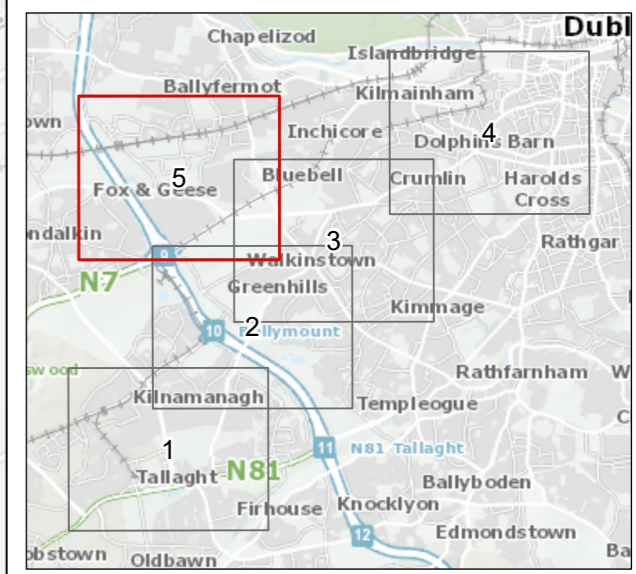 Dubl
Chapelizod
Islandbridge
Ballyfermot
Kilmainham
own
Inchicore
4
Dolphins Barn
5
Bluebell
Crumlin
Harolds
Cross
Fox & Geese
ndalkin
3
Rathgar
9
Walkinstown
N7
Greenhills
Kimmage
2
10
Ballymount
swood
Rathfarnham
W
Kilnamanagh
Templeogue
C
1
11
N81 Tallaght
Tallaght
N81
Ballyboden
Firhouse
Knocklyon
12
Edmondstown
obstown
Oldbawn
Ba